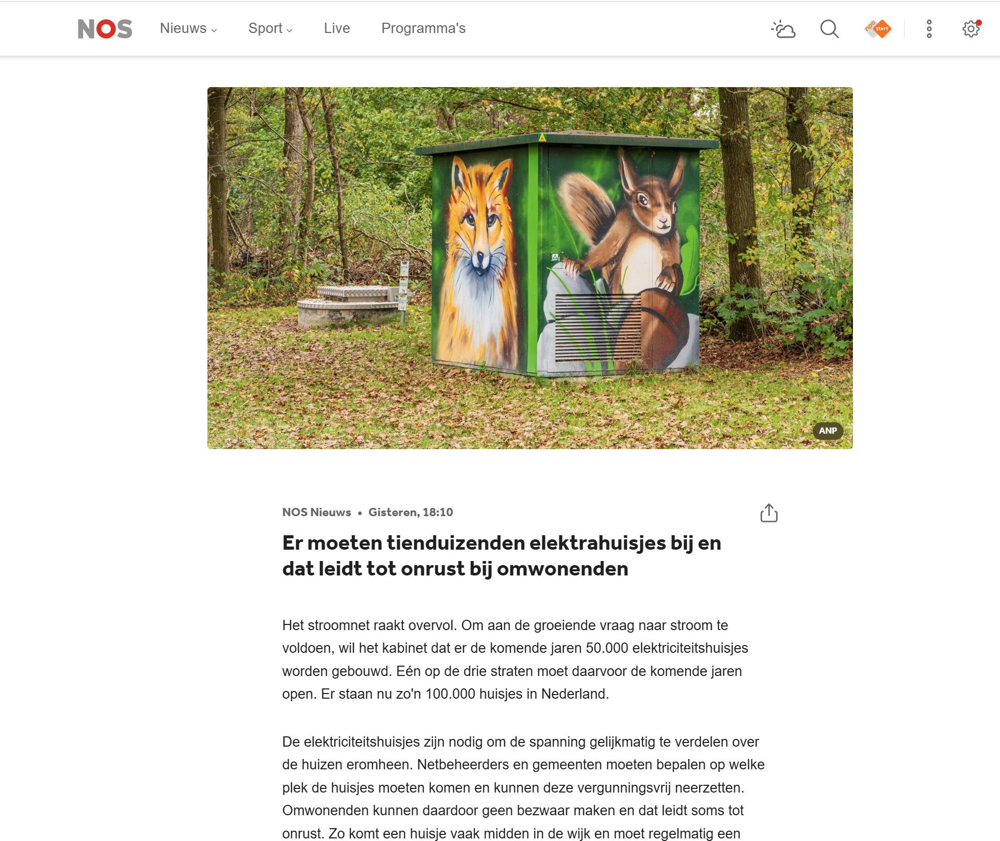 NOS Nieuws Sport Live Programma's npo start
ANP
NOS Nieuws • Gisteren, 18:10
Er moeten tienduizenden elektrahuisjes bij en
dat leidt tot onrust bij omwonenden
Het stroomnet raakt overvol. Om aan de groeiende vraag naar stroom te
voldoen, wil het kabinet dat er de komende jaren 50.000 elektriciteitshuisjes
worden gebouwd. Eén op de drie straten moet daarvoor de komende jaren
open. Er staan nu zo'n 100.000 huisjes in Nederland.
De elektriciteitshuisjes zijn nodig om de spanning gelijkmatig te verdelen over
de huizen eromheen. Netbeheerders en gemeenten moeten bepalen op welke
plek de huisjes moeten komen en kunnen deze vergunningsvrij neerzetten.
Omwonenden kunnen daardoor geen bezwaar maken en dat leidt soms tot
onrust. Zo komt een huisje vaak midden in de wijk en moet regelmatig een